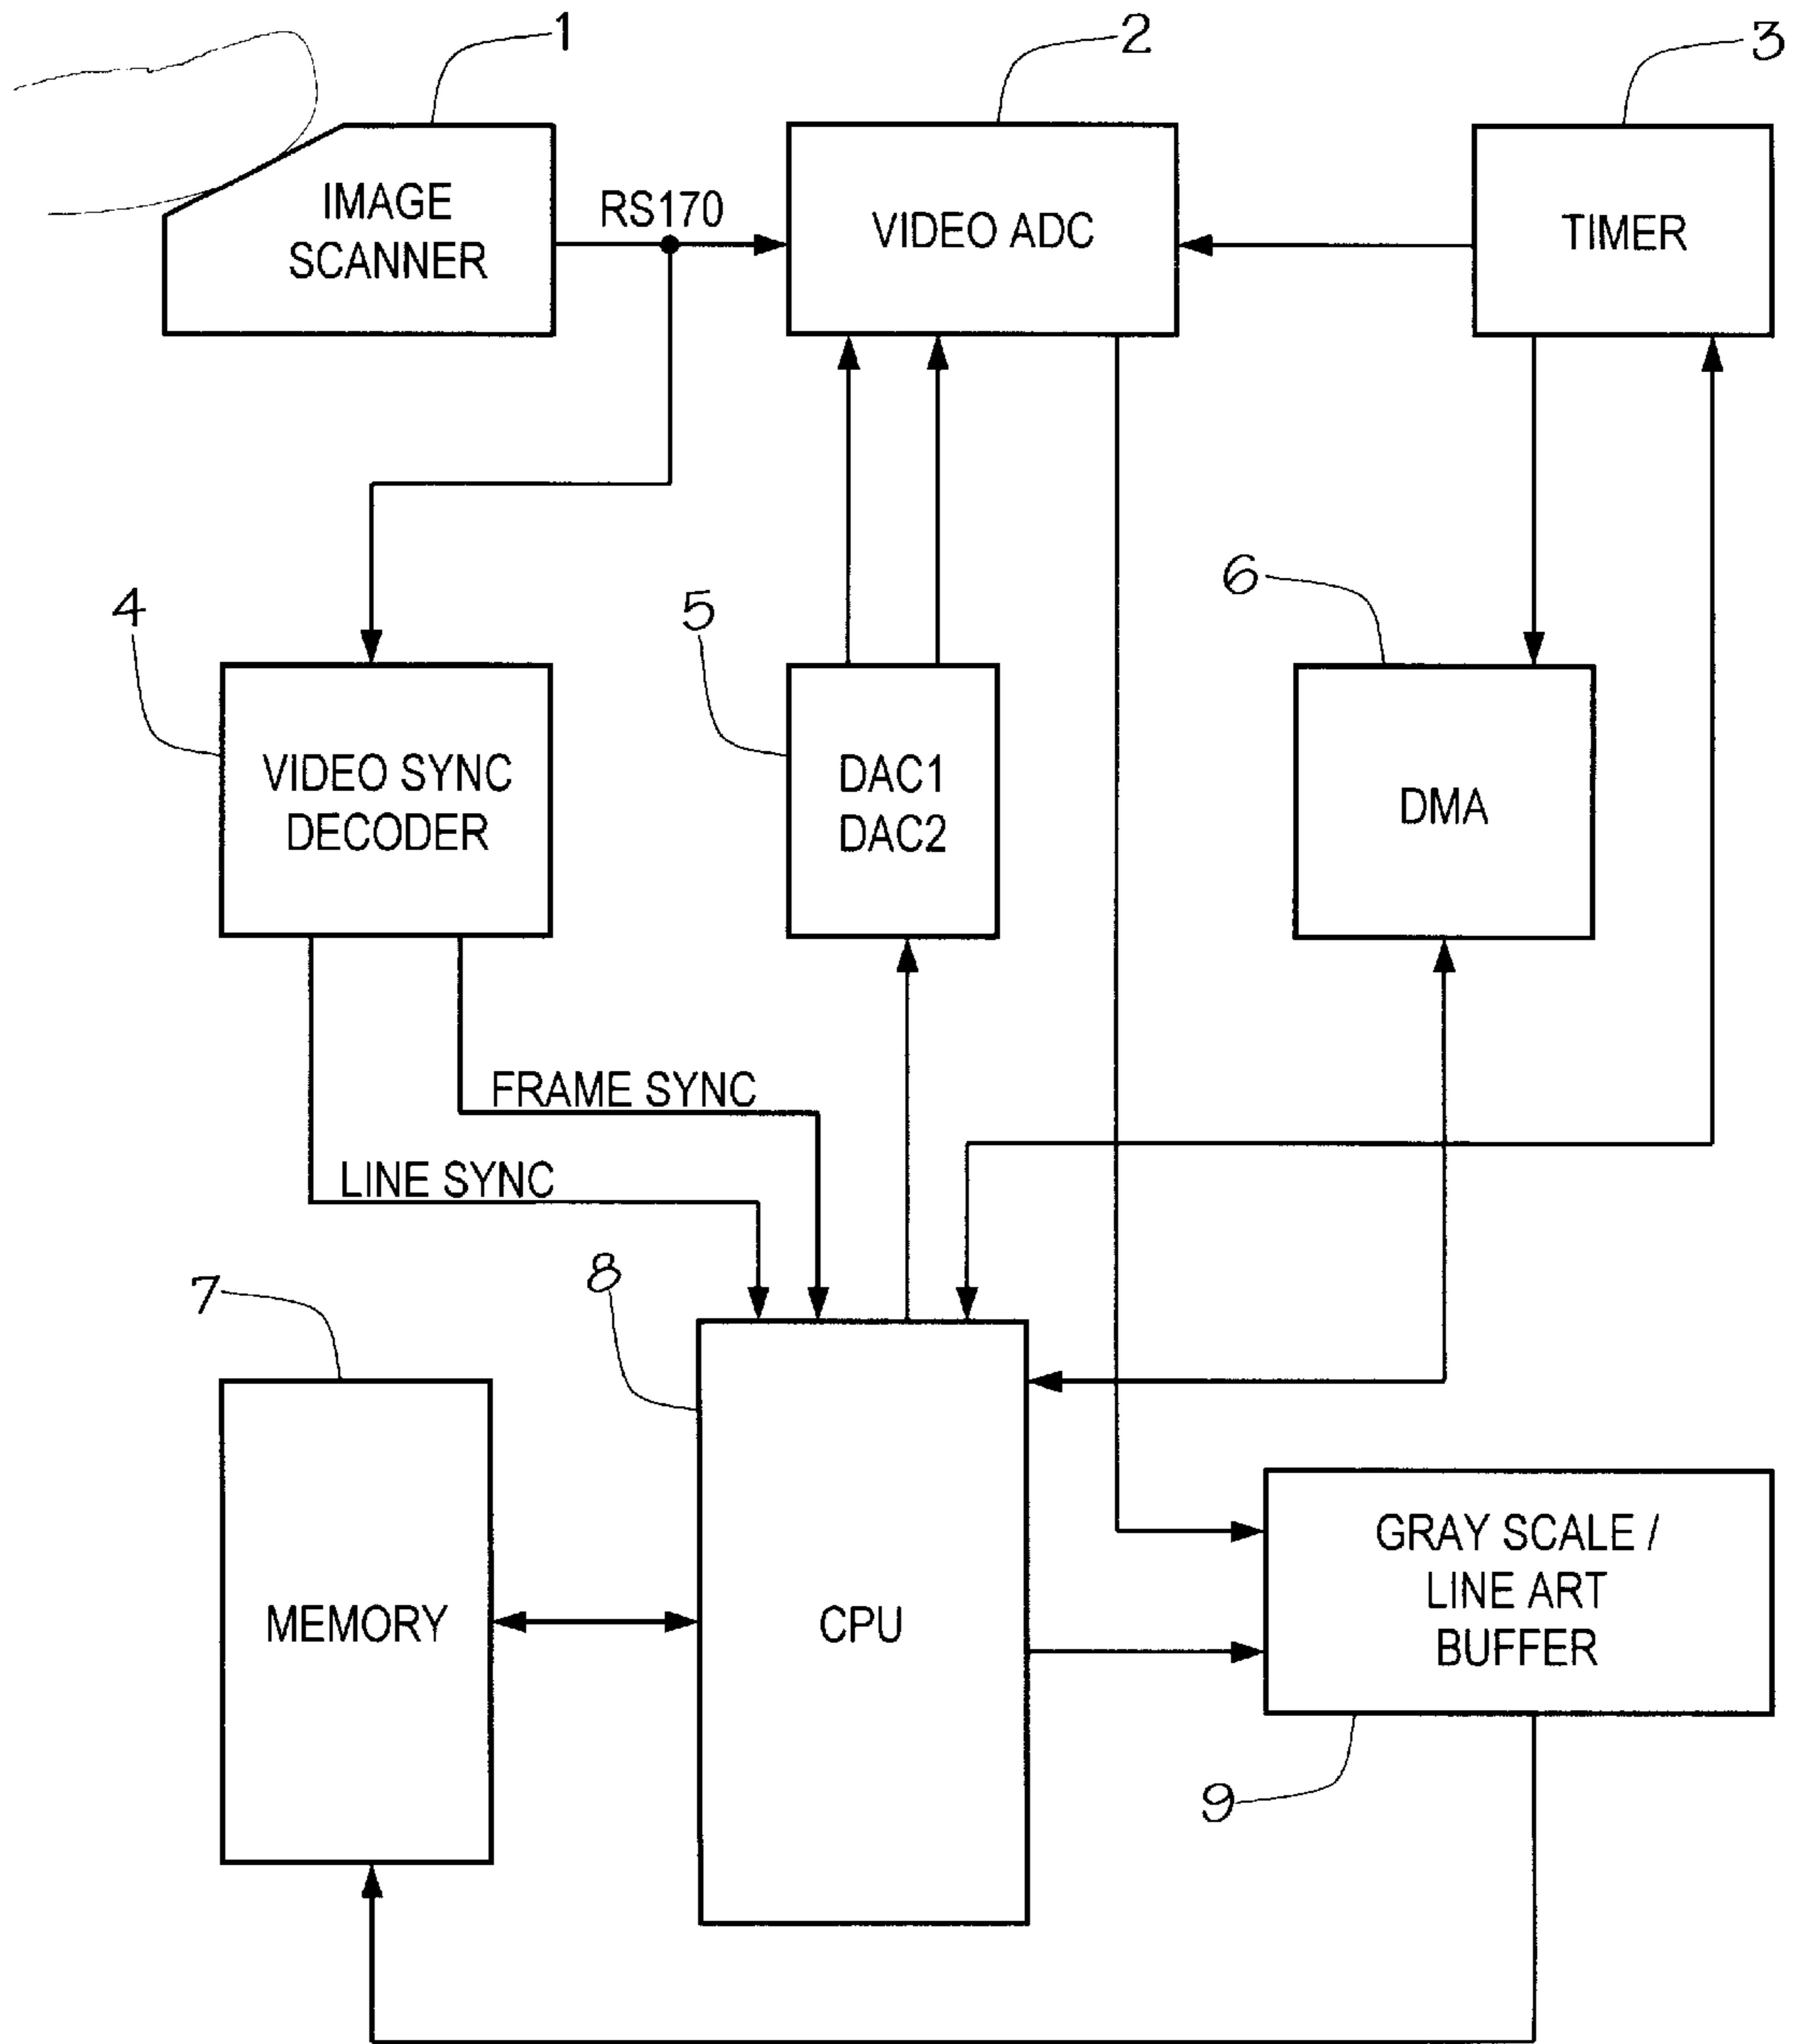 1
2
3
IMAGE
SCANNER
RS170
VIDEO ADC
TIMER
4
5
6
VIDEO SYNC
DECODER
DAC1
DAC2
DMA
FRAME SYNC
LINE SYNC
7
8
MEMORY
CPU
GRAY SCALE /
LINE ART
BUFFER
9